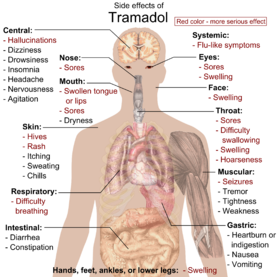 Side effects of
Tramadol
Red color - more serious effect
Central:
- Hallucinations
- Dizziness
- Drowsiness
- Insomnia
- Headache
- Nervousness
- Agitation
Nose:
- Sores
Mouth:
- Swollen tongue
or lips
- Sores
- Dryness
Skin:
- Hives
- Rash
- Itching
- Sweating
- Chills
Respiratory:
- Difficulty
breathing
Intestinal:
- Diarrhea
- Constipation
Systemic:
- Flu-like symptoms
Eyes:
- Sores
- Swelling
Face:
- Swelling
Throat:
- Sores
- Difficulty
swallowing
- Swelling
- Hoarseness
Muscular:
- Seizures
- Tremor
- Tightness
- Weakness
Gastric:
- Heartburn or
indigestion
- Nausea
- Vomiting
Hands, feet, ankles, or lower legs: - Swelling